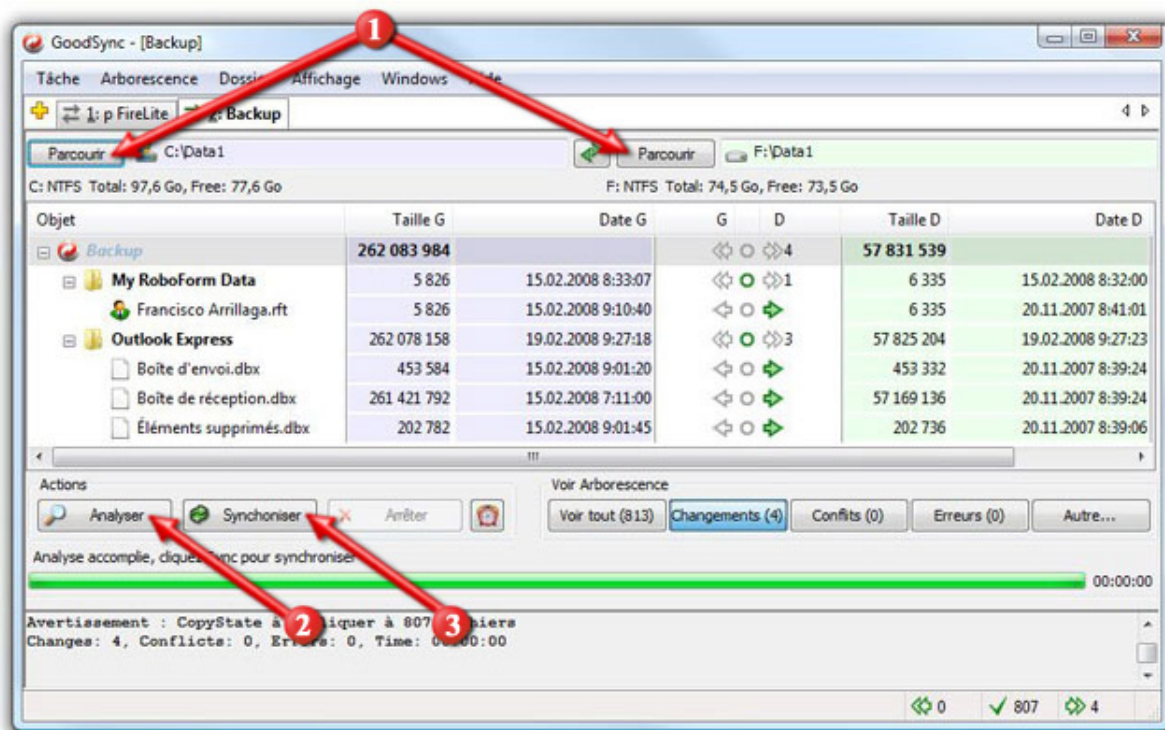 1
GoodSync - [Backup]
Tâche Arborescence Affichage Windows
1: p FireLite 2: Backup
Parcourir C:\Data1 Parcourir F:\Data1
C: NTFS Total: 97,6 Go, Free: 77,6 Go F: NTFS Total: 74,5 Go, Free: 73,5 Go
Objet Taille G Date G G D Taille D Date D
Backup 262 083 984 4 57 831 539
My RoboForm Data 5 826 15.02.2008 8:33:07 1 6 335 15.02.2008 8:32:00
Francisco Arrillaga.rft 5 826 15.02.2008 9:10:40 6 335 20.11.2007 8:41:01
Outlook Express 262 078 158 19.02.2008 9:27:18 3 57 825 204 19.02.2008 9:27:23
Boîte d'envoi.dbx 453 584 15.02.2008 9:01:20 453 332 20.11.2007 8:39:24
Boîte de réception.dbx 261 421 792 15.02.2008 7:11:00 57 169 136 20.11.2007 8:39:24
Éléments supprimés.dbx 202 782 15.02.2008 9:01:45 202 736 20.11.2007 8:39:06
Actions Voir Arborescence
Analyser Synchoniser Arrêter Voir tout (813) Changements (4) Conflits (0) Erreurs (0) Autre...
Analyse accomplie, cliquez Sync pour synchroniser
00:00:00
Avertissement : CopyState à 807
2 3
Changes: 4, Conflicts: 0, Errors: 0, Time: 00:00:00
0 807 4